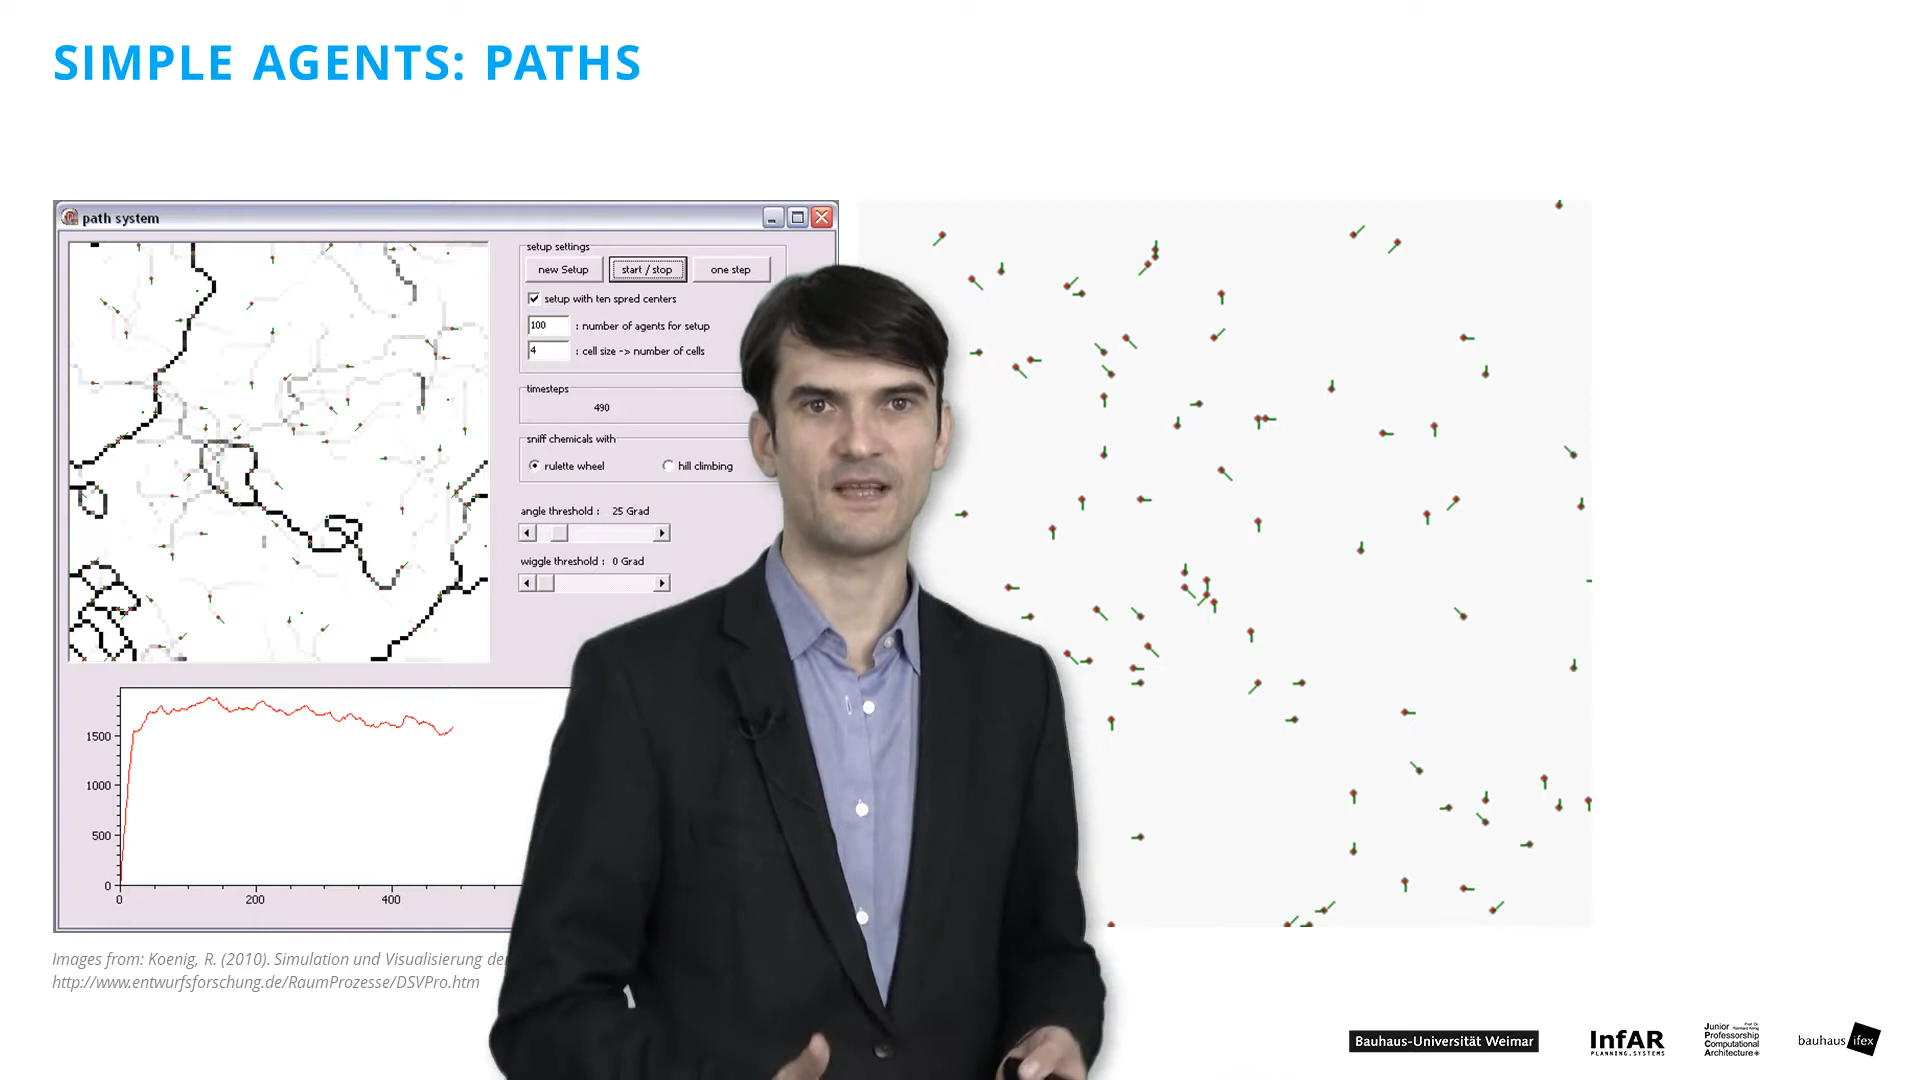 SIMPLE AGENTS: PATHS
path system
setup settings
new Setup
start / stop
one step
setup with ten spred centers
100 : number of agents for setup
4 : cell size -> number of cells
timesteps
490
sniff chemicals with
rulette wheel
hill climbing
angle threshold : 25 Grad
wiggle threshold : 0 Grad
1500
1000
500
0
0 200 400
Images from: Koenig, R. (2010). Simulation und Visualisierung
http://www.entwurfsforschung.de/RaumProzesse/DSVPro.htm
Bauhaus-Universität Weimar
InfAR
PLANNING.SYSTEMS
Junior
Professorship
Computational
Architecture
bauhaus ifex